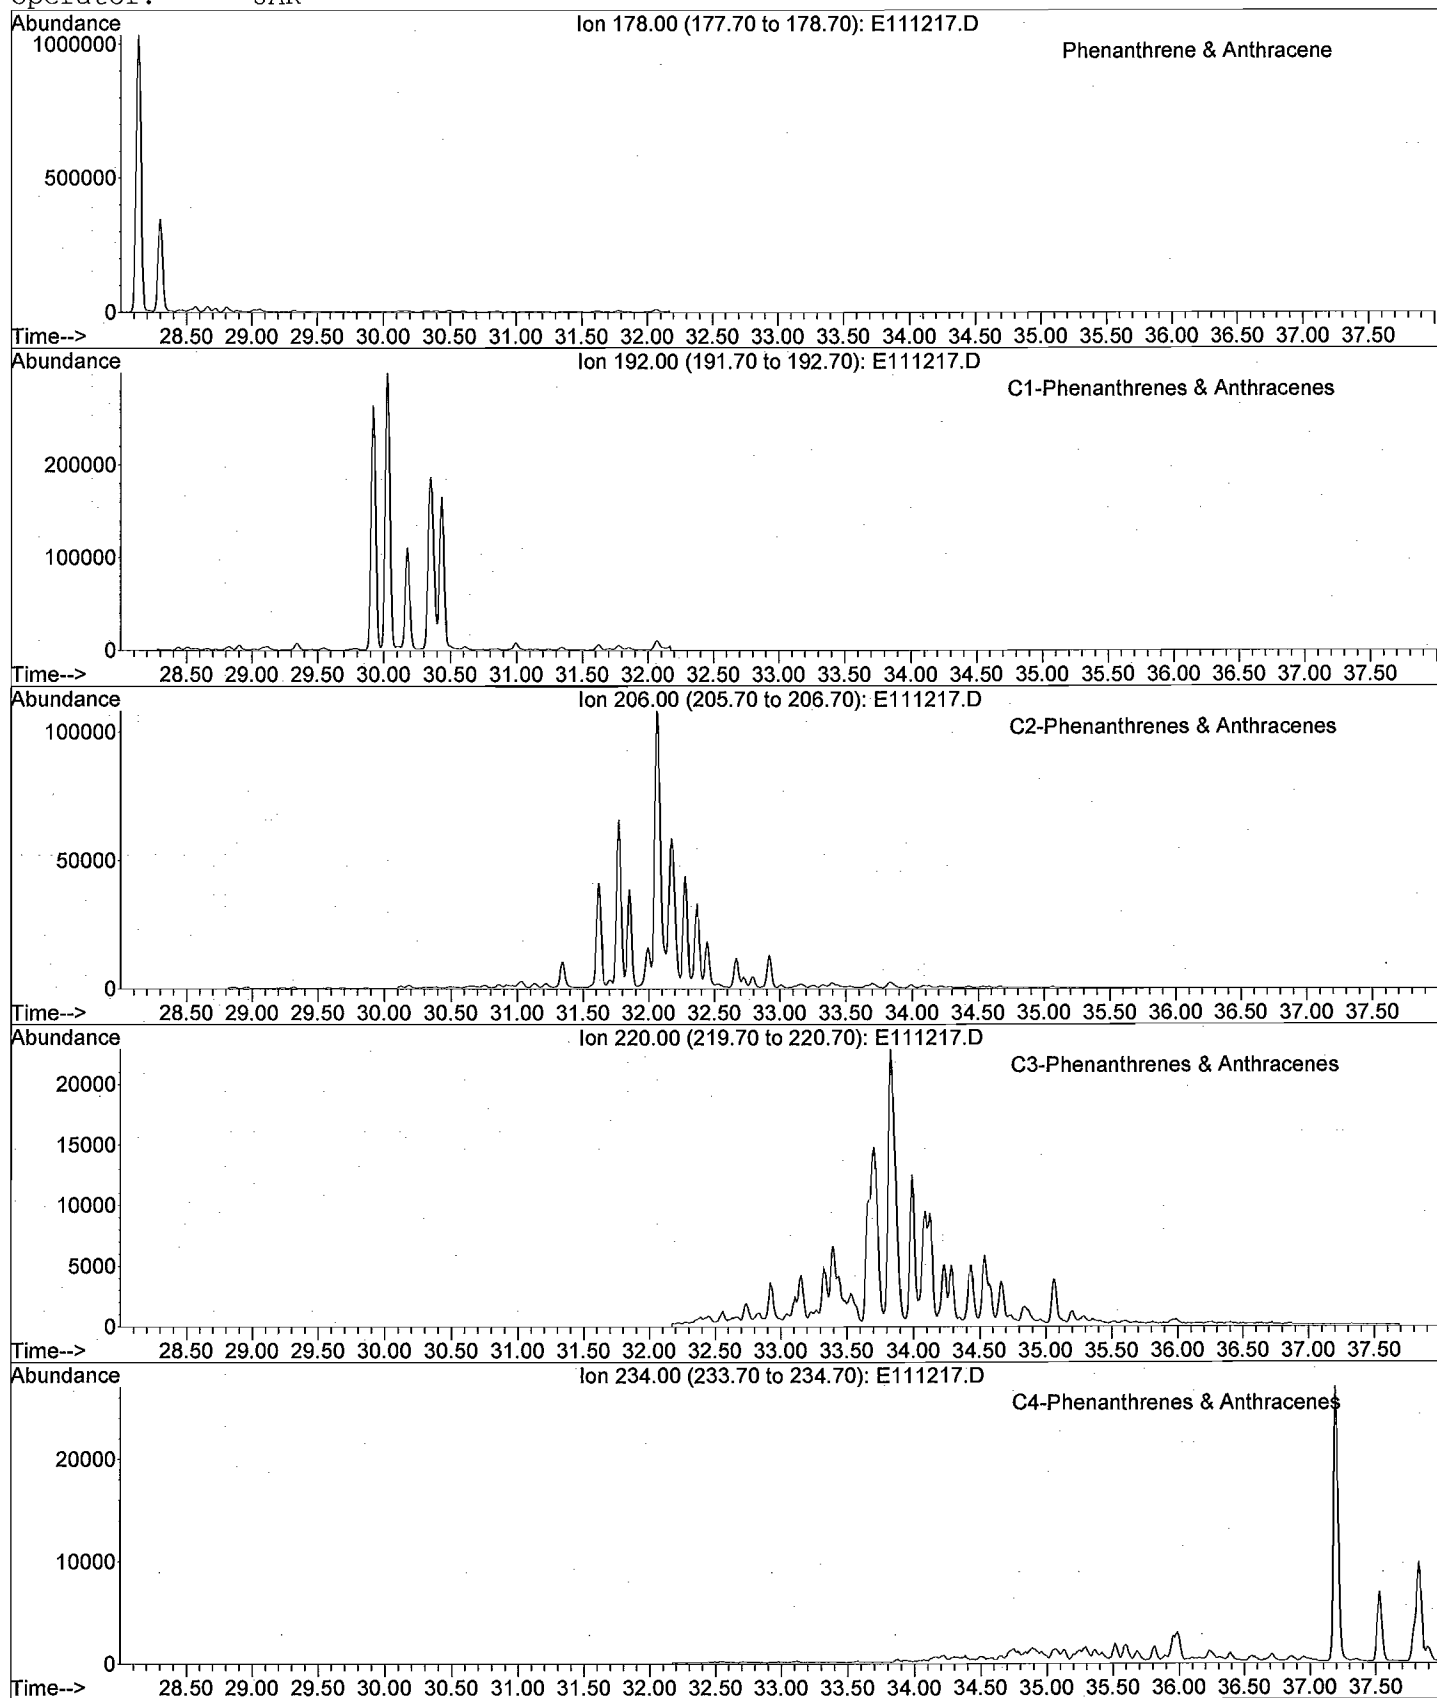 Abundance Ion 178.00 (177.70 to 178.70): E111217.D
Phenanthrene & Anthracene
1000000
500000
0
Time--> 28.50 29.00 29.50 30.00 30.50 31.00 31.50 32.00 32.50 33.00 33.50 34.00 34.50 35.00 35.50 36.00 36.50 37.00 37.50
Abundance Ion 192.00 (191.70 to 192.70): E111217.D
C1-Phenanthrenes & Anthracenes
200000
100000
0
Time--> 28.50 29.00 29.50 30.00 30.50 31.00 31.50 32.00 32.50 33.00 33.50 34.00 34.50 35.00 35.50 36.00 36.50 37.00 37.50
Abundance Ion 206.00 (205.70 to 206.70): E111217.D
C2-Phenanthrenes & Anthracenes
100000
50000
0
Time--> 28.50 29.00 29.50 30.00 30.50 31.00 31.50 32.00 32.50 33.00 33.50 34.00 34.50 35.00 35.50 36.00 36.50 37.00 37.50
Abundance Ion 220.00 (219.70 to 220.70): E111217.D
C3-Phenanthrenes & Anthracenes
20000
15000
10000
5000
0
Time--> 28.50 29.00 29.50 30.00 30.50 31.00 31.50 32.00 32.50 33.00 33.50 34.00 34.50 35.00 35.50 36.00 36.50 37.00 37.50
Abundance Ion 234.00 (233.70 to 234.70): E111217.D
C4-Phenanthrenes & Anthracenes
20000
10000
0
Time--> 28.50 29.00 29.50 30.00 30.50 31.00 31.50 32.00 32.50 33.00 33.50 34.00 34.50 35.00 35.50 36.00 36.50 37.00 37.50